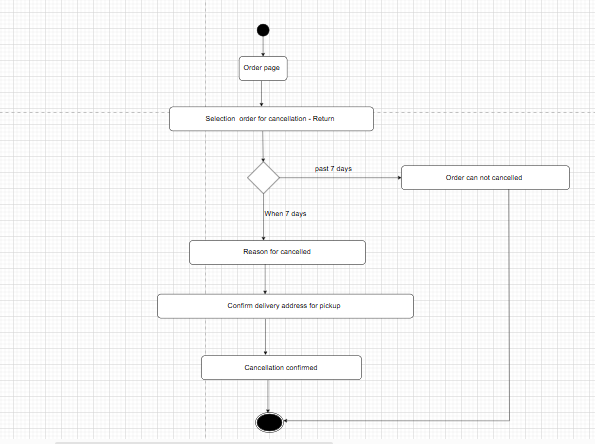 Order page
Selection order for cancellation - Return
past 7 days
Order can not cancelled
When 7 days
Reason for cancelled
Confirm delivery address for pickup
Cancellation confirmed